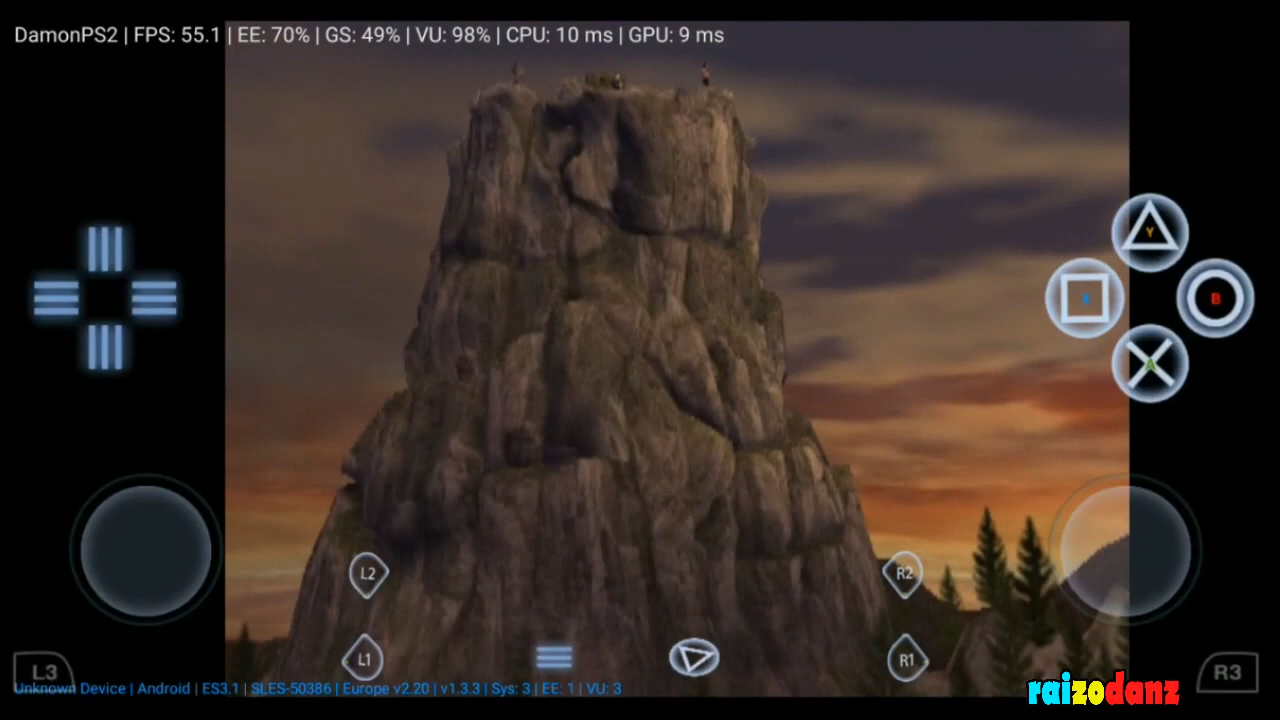 DamonPS2 | FPS: 55.1 | EE: 70% | GS: 49% | VU: 98% | CPU: 10 ms | GPU: 9 ms
Y
X
B
A
L2
R2
L1
R1
L3
R3
Unknown Device | Android | ES3.1 | SLES-50386 | Europe v2.20 | v1.3.3 | Sys: 3 | EE: 1 | VU: 3
raizodanz